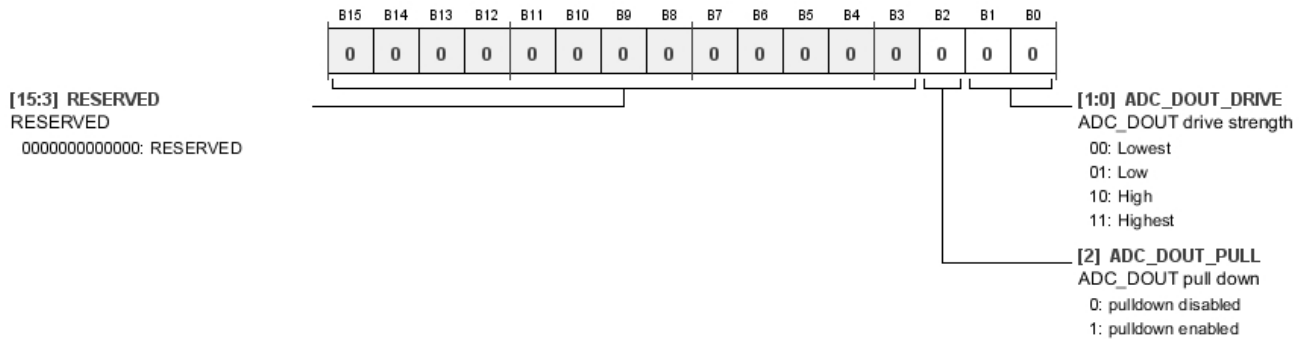 B15 B14 B13 B12 B11 B10 B9 B8 B7 B6 B5 B4 B3 B2 B1 B0
0 0 0 0 0 0 0 0 0 0 0 0 0 0 0 0
[15:3] RESERVED
RESERVED
0000000000000: RESERVED
[1:0] ADC_DOUT_DRIVE
ADC_DOUT drive strength
00: Lowest
01: Low
10: High
11: Highest
[2] ADC_DOUT_PULL
ADC_DOUT pull down
0: pulldown disabled
1: pulldown enabled